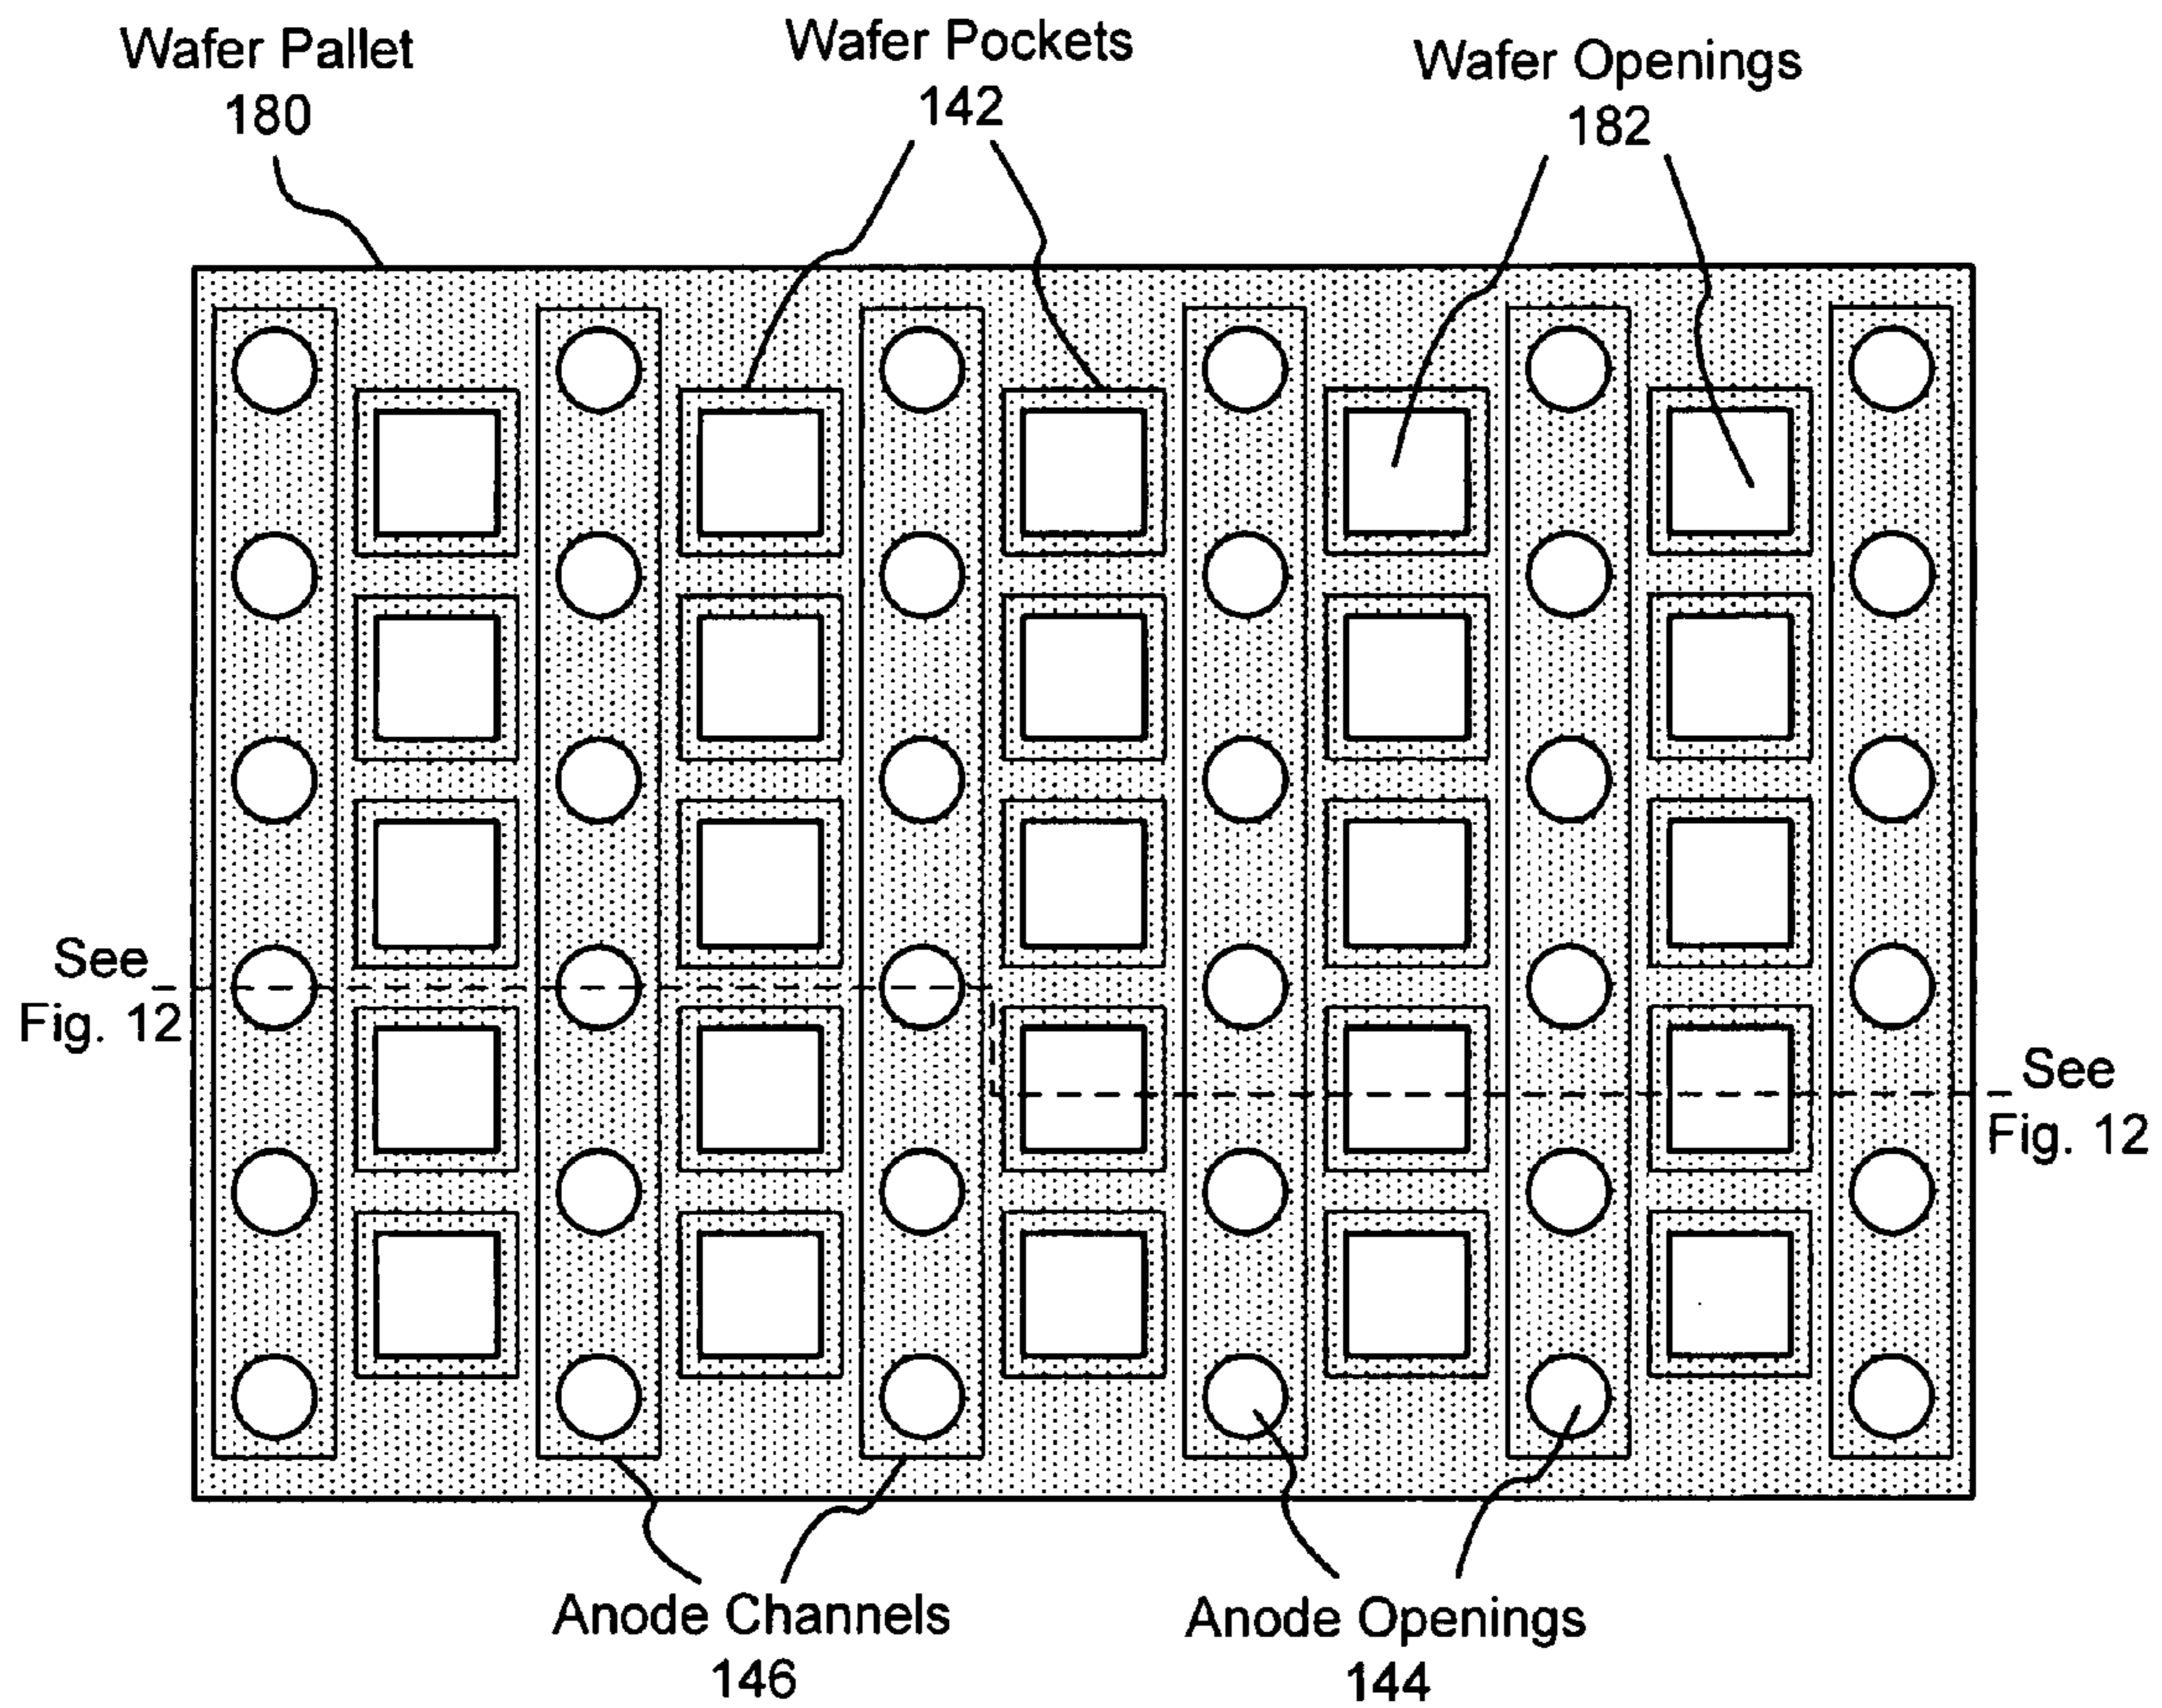 Wafer Pallet
180
Wafer Pockets
142
Wafer Openings
182
See
Fig. 12
See
Fig. 12
Anode Channels
146
Anode Openings
144